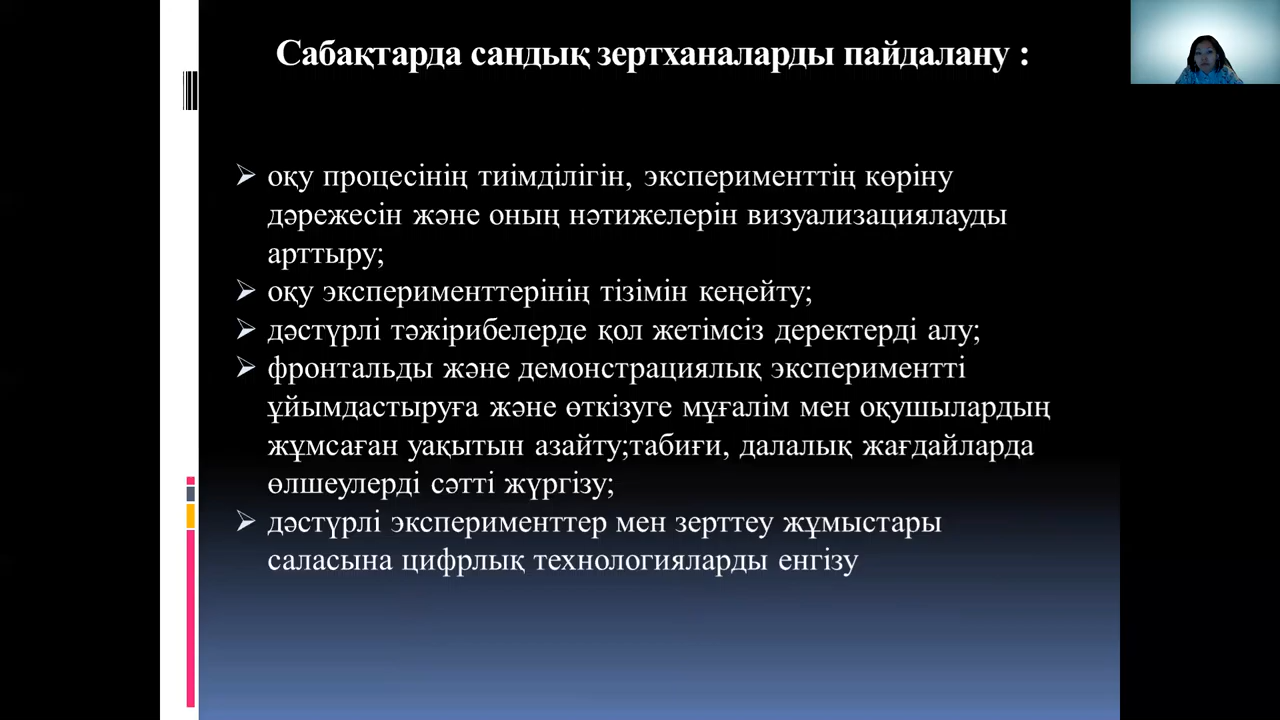 Сабақтарда сандық зертханаларды пайдалану :
➢ оқу процесінің тиімділігін, эксперименттің көріну
дәрежесін және оның нәтижелерін визуализациялауды
арттыру;
➢ оқу эксперименттерінің тізімін кеңейту;
➢ дәстүрлі тәжірибелерде қол жетімсіз деректерді алу;
➢ фронтальды және демонстрациялық экспериментті
ұйымдастыруға және өткізуге мұғалім мен оқушылардың
жұмсаған уақытын азайту;табиғи, далалық жағдайларда
өлшеулерді сәтті жүргізу;
➢ дәстүрлі эксперименттер мен зерттеу жұмыстары
саласына цифрлық технологияларды енгізу